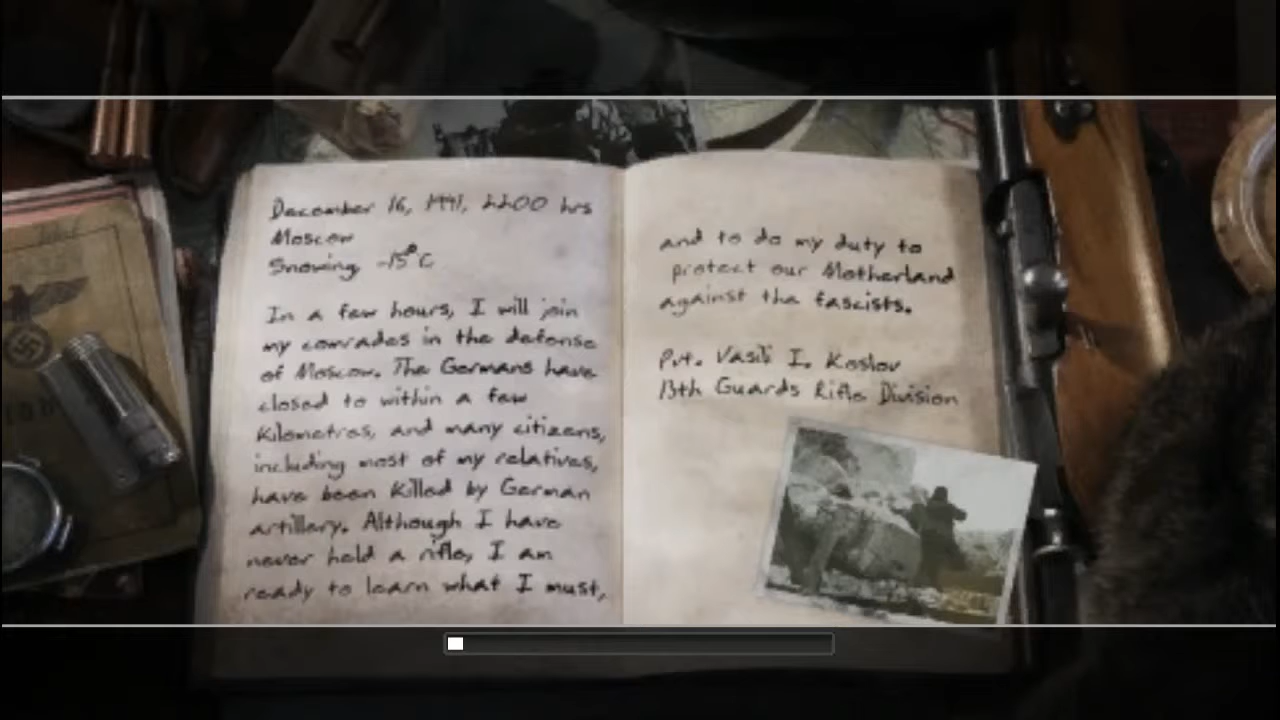 December 16, 1941, 2200 hrs
Moscow
Snowing, -15°C
In a few hours, I will join
my comrades in the defense
of Moscow. The Germans have
closed to within a few
kilometres, and many citizens,
including most of my relatives,
have been killed by German
artillery. Although I have
never held a rifle, I am
ready to learn what I must,
and to do my duty to
protect our Motherland
against the fascists.
Pvt. Vasili I. Koslov
13th Guards Rifle Division